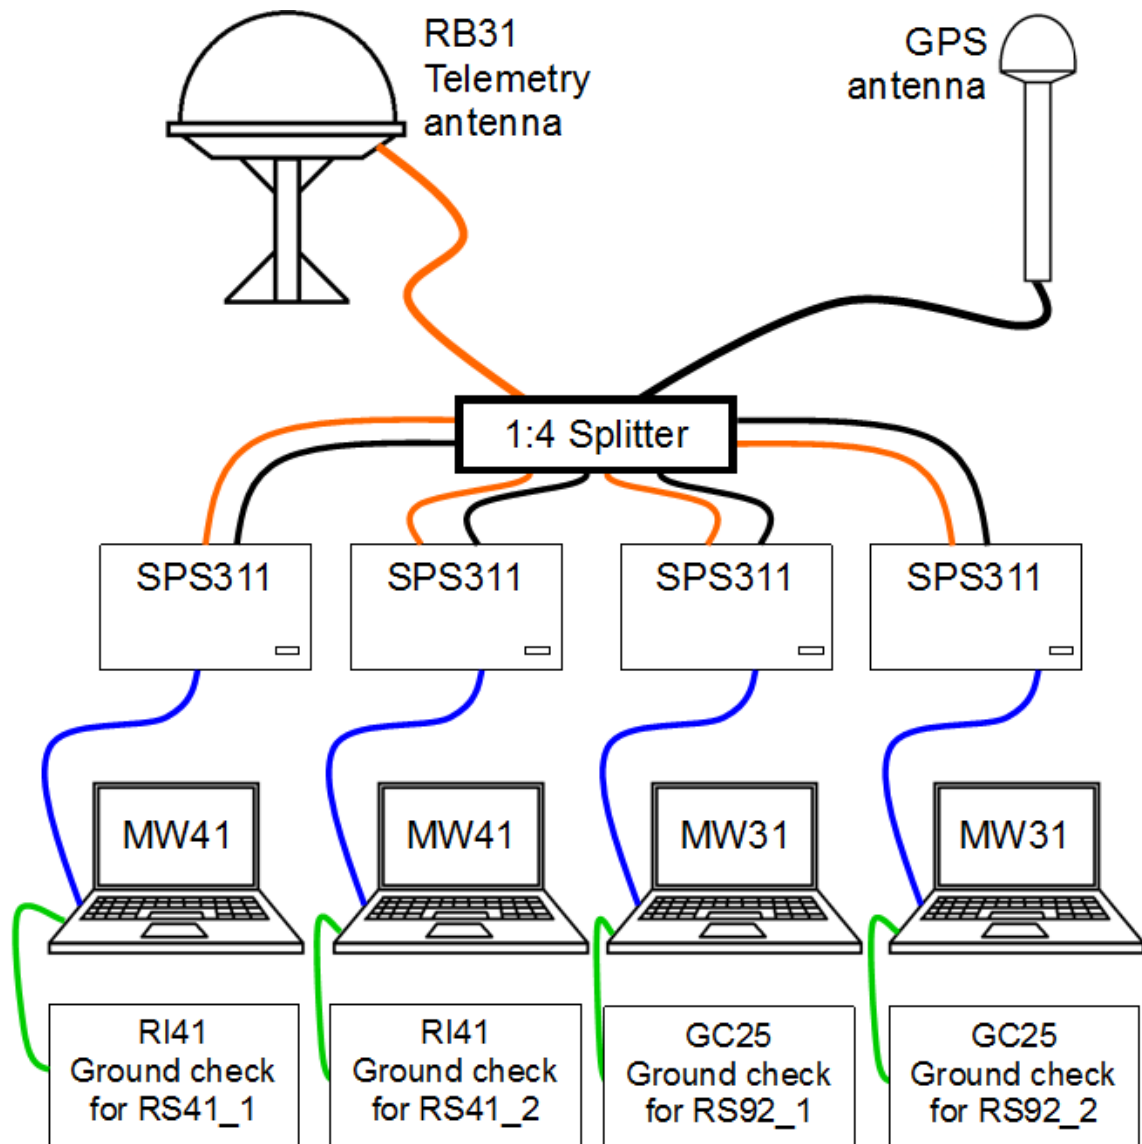 RB31
Telemetry
antenna
GPS
antenna
1:4 Splitter
SPS311
SPS311
SPS311
SPS311
MW41
MW41
MW31
MW31
RI41
Ground check
for RS41_1
RI41
Ground check
for RS41_2
GC25
Ground check
for RS92_1
GC25
Ground check
for RS92_2